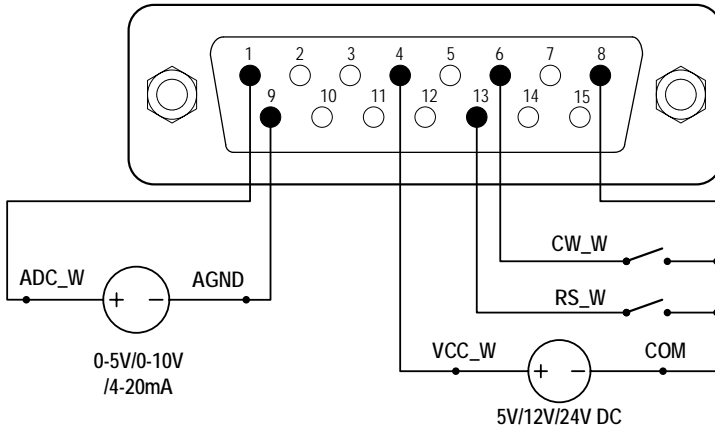 1 2 3 4 5 6 7 8
9 10 11 12 13 14 15
CW_W
ADC_W AGND
RS_W
VCC_W COM
0-5V/0-10V
/4-20mA
5V/12V/24V DC